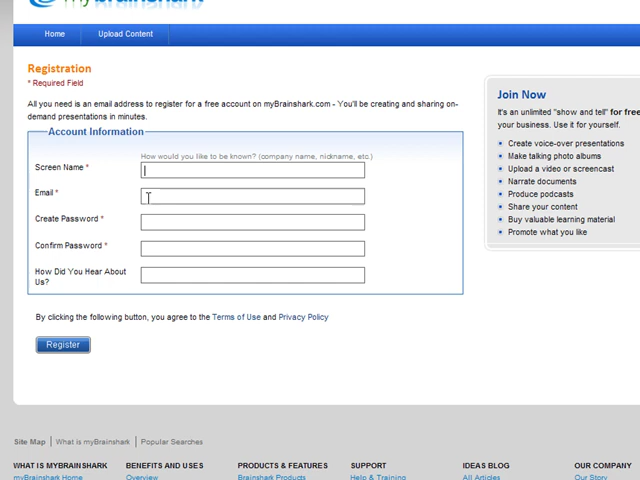 mybrainshark
Home
Upload Content
Registration
* Required Field
All you need is an email address to register for a free account on myBrainshark.com - You'll be creating and sharing on-
demand presentations in minutes.
Account Information
How would you like to be known? (company name, nickname, etc.)
Screen Name *
Email *
Create Password *
Confirm Password *
How Did You Hear About
Us?
By clicking the following button, you agree to the Terms of Use and Privacy Policy
Register
Join Now
It's an unlimited "show and tell" for free
your business. Use it for yourself.
Create voice-over presentations
Make talking photo albums
Upload a video or screencast
Narrate documents
Produce podcasts
Share your content
Buy valuable learning material
Promote what you like
Site Map | What is myBrainshark | Popular Searches
WHAT IS MYBRAINSHARK
BENEFITS AND USES
PRODUCTS & FEATURES
SUPPORT
IDEAS BLOG
OUR COMPANY
myBrainshark Home
Overview
Brainshark Products
Help & Training
All Articles
Our Story